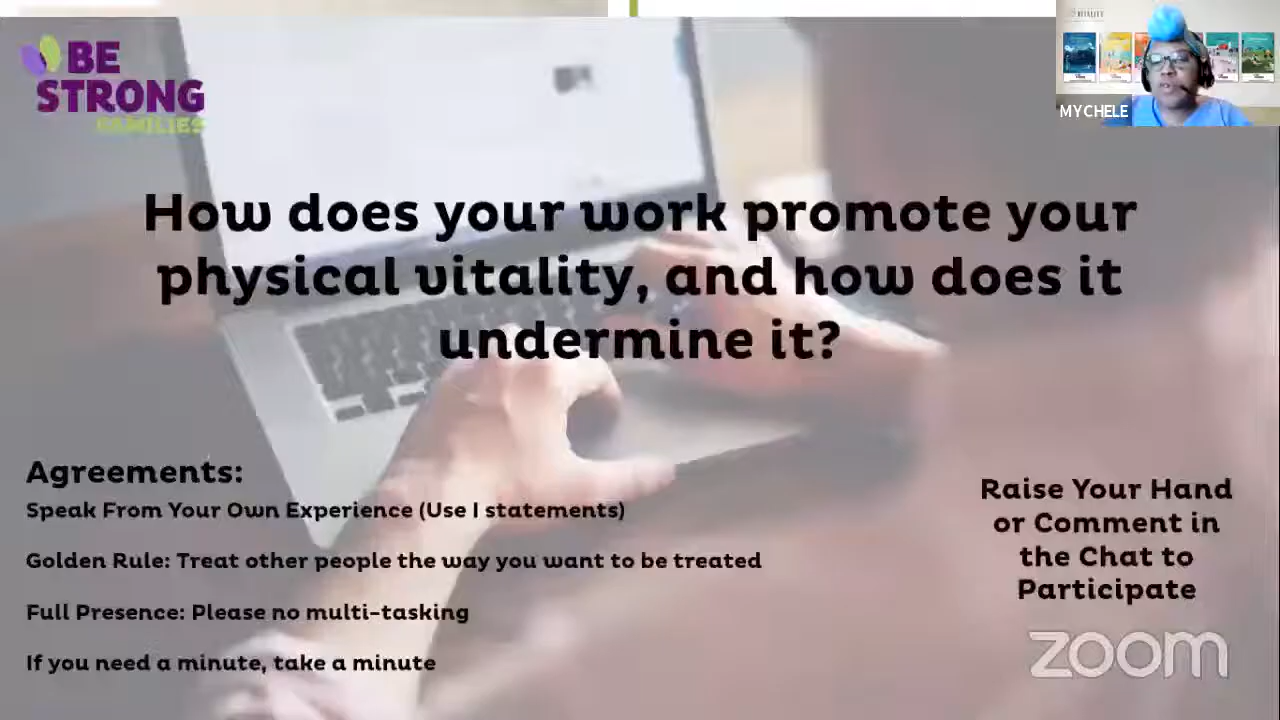 BE
STRONG
FAMILIES
VITALITY
MYCHELE
How does your work promote your
physical vitality, and how does it
undermine it?
Agreements:
Speak From Your Own Experience (Use I statements)
Golden Rule: Treat other people the way you want to be treated
Full Presence: Please no multi-tasking
If you need a minute, take a minute
Raise Your Hand
or Comment in
the Chat to
Participate
zoom